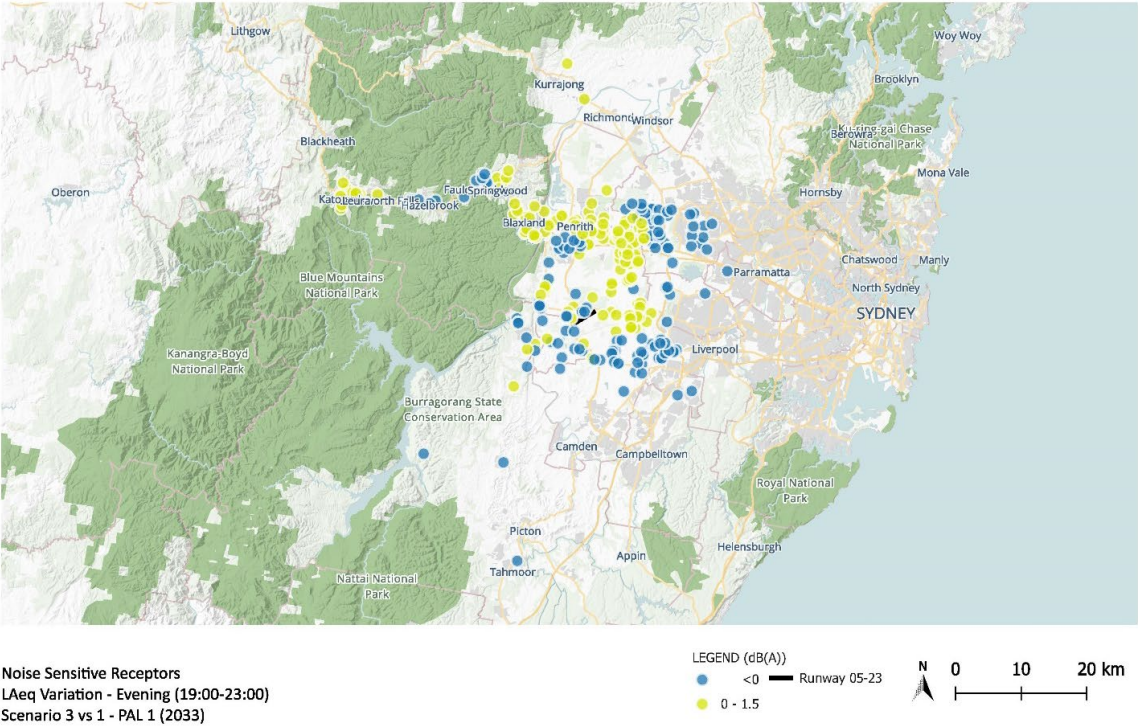 Woy Woy
Lithgow
Brooklyn
Kurrajong
Richmond
Windsor
Ku-ring-gai Chase
National Park
Berowra
Blackheath
Mona Vale
Oberon
Springwood
Hornsby
Hazelbrook
Blaxland
Penrith
Chatswood
Manly
Parramatta
Blue Mountains
National Park
North Sydney
SYDNEY
Liverpool
Kanangra-Boyd
National Park
Burragorang State
Conservation Area
Camden
Campbelltown
Royal National
Park
Picton
Appin
Helensburgh
Tahmoor
Nattai National
Park
Noise Sensitive Receptors
LAeq Variation - Evening (19:00-23:00)
Scenario 3 vs 1 - PAL 1 (2033)
LEGEND (dB(A))
<0 Runway 05-23
0 - 1.5
N
0 10 20 km